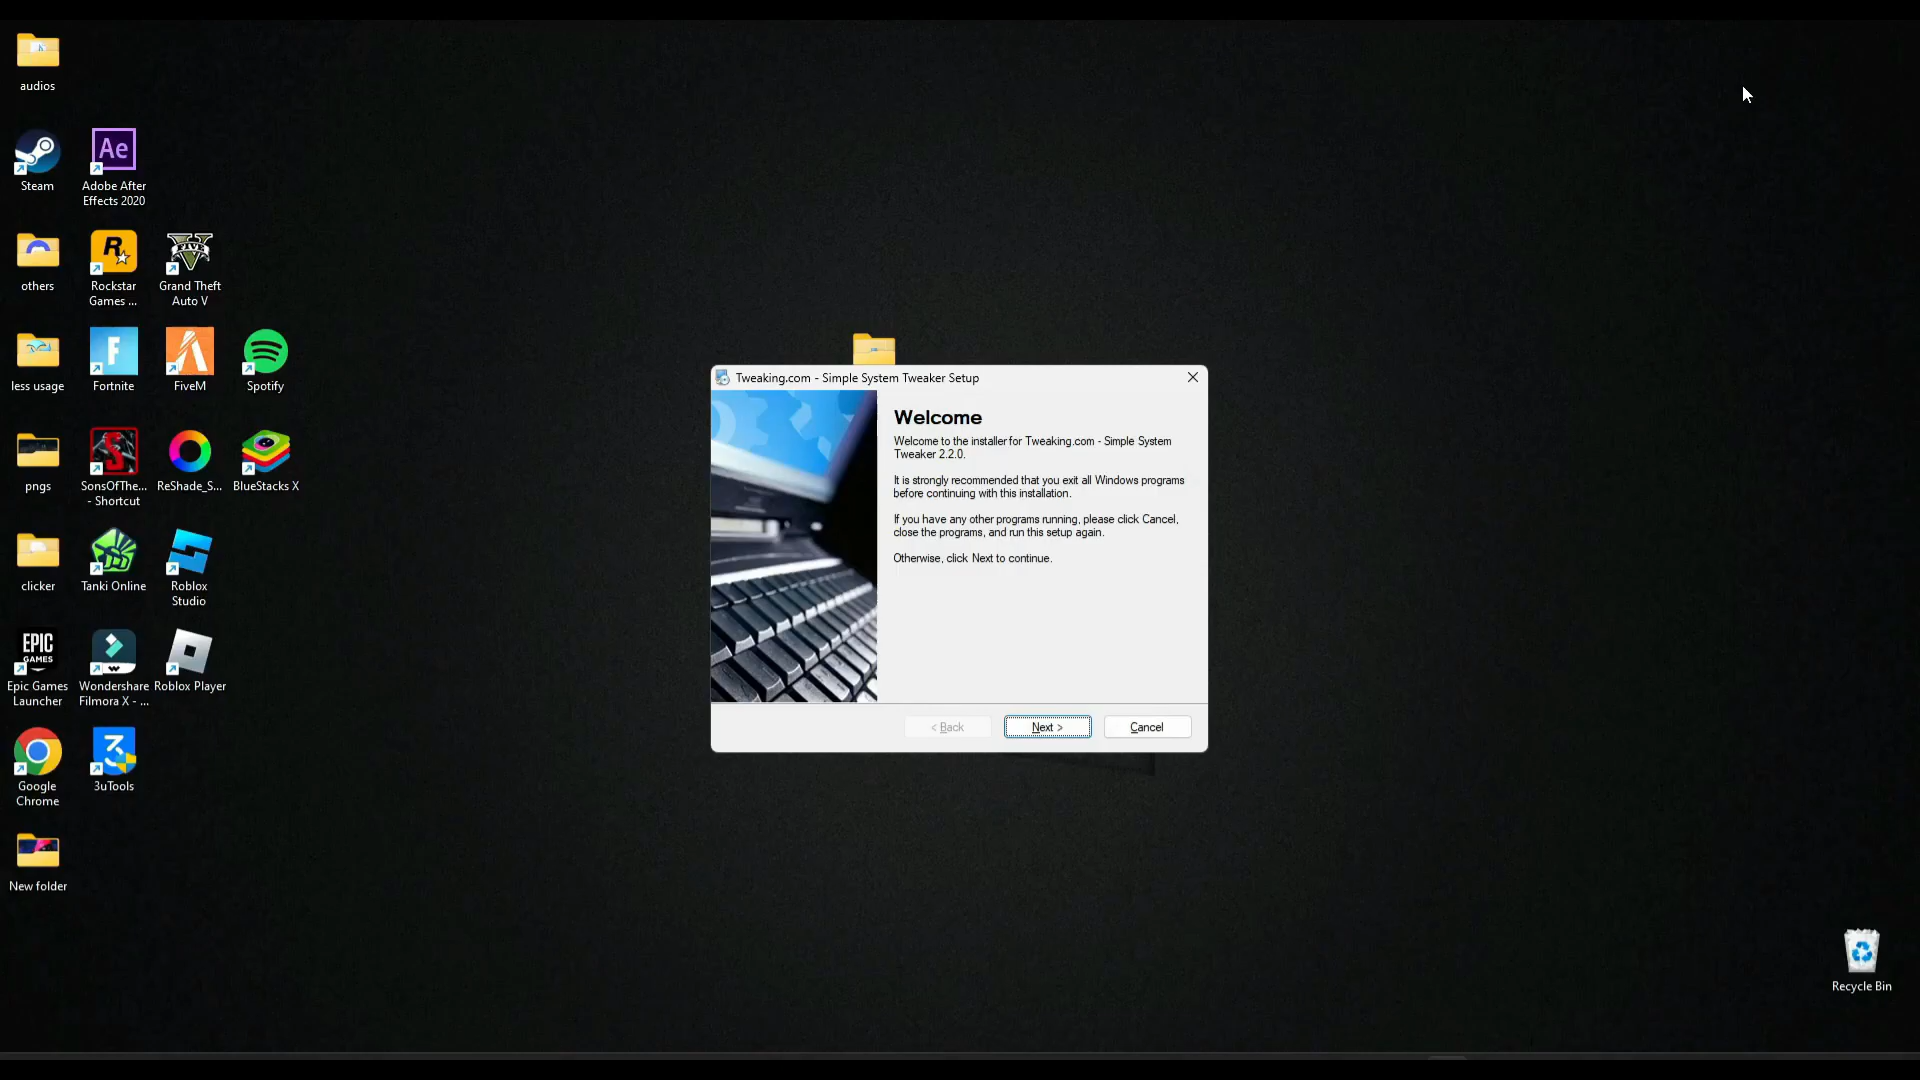 audios
Steam
Ae
Adobe After
Effects 2020
others
R
Rockstar
Games ...
V
FIVE
Grand Theft
Auto V
less usage
F
Fortnite
FiveM
Spotify
pngs
S
SonsOfThe...
- Shortcut
ReShade_S...
BlueStacks X
clicker
Tanki Online
Roblox
Studio
EPIC
GAMES
Epic Games
Launcher
Wondershare
Filmora X - ...
Roblox Player
Google
Chrome
3uTools
New folder
Recycle Bin
Tweaking.com - Simple System Tweaker Setup
Welcome
Welcome to the installer for Tweaking.com - Simple System
Tweaker 2.2.0.
It is strongly recommended that you exit all Windows programs
before continuing with this installation.
If you have any other programs running, please click Cancel,
close the programs, and run this setup again.
Otherwise, click Next to continue.
< Back
Next >
Cancel